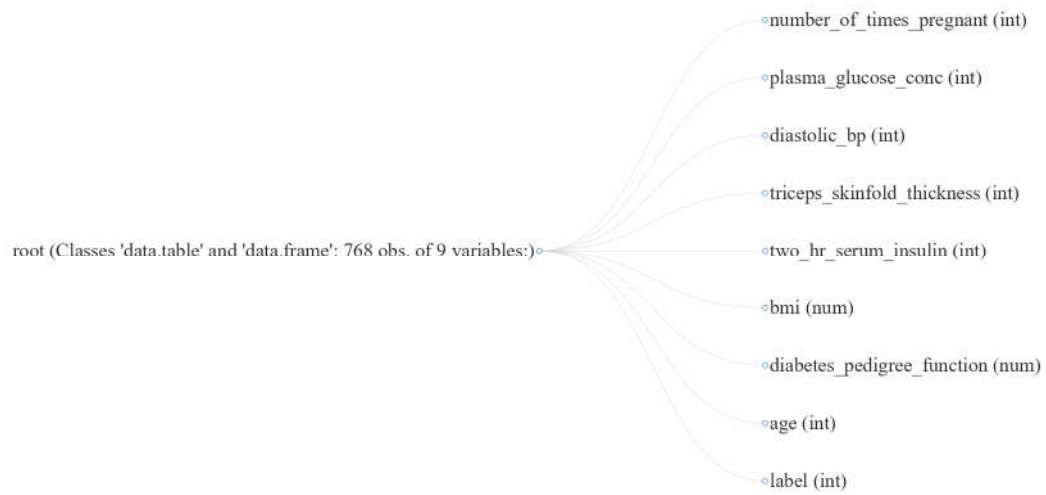 number_of_times_pregnant (int)
plasma_glucose_conc (int)
diastolic_bp (int)
triceps_skinfold_thickness (int)
root (Classes 'data.table' and 'data.frame': 768 obs. of 9 variables:)
two_hr_serum_insulin (int)
bmi (num)
diabetes_pedigree_function (num)
age (int)
label (int)